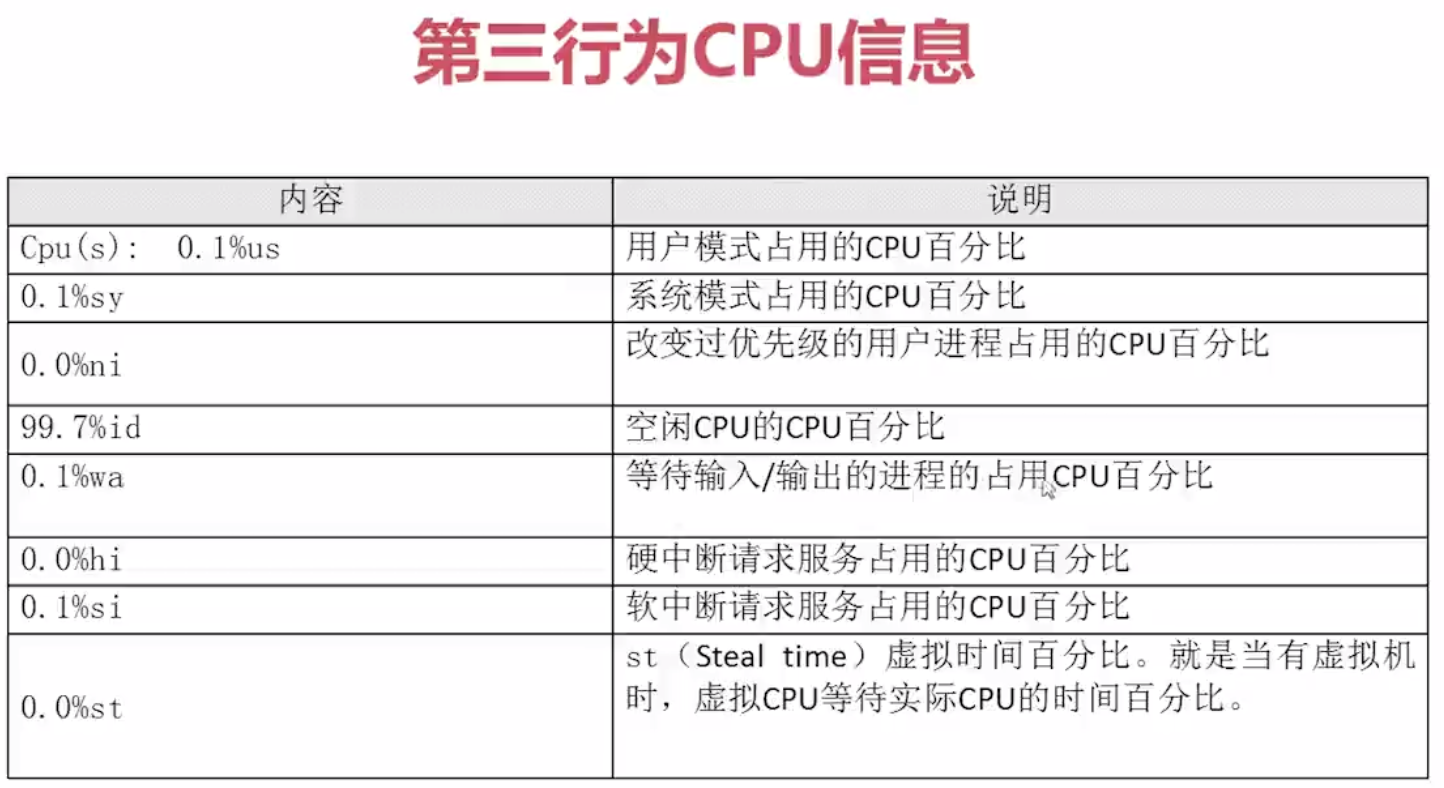 第三行为CPU信息
内容 说明
Cpu(s): 0.1%us 用户模式占用的CPU百分比
0.1%sy 系统模式占用的CPU百分比
0.0%ni 改变过优先级的用户进程占用的CPU百分比
99.7%id 空闲CPU的CPU百分比
0.1%wa 等待输入/输出的进程的占用CPU百分比
0.0%hi 硬中断请求服务占用的CPU百分比
0.1%si 软中断请求服务占用的CPU百分比
0.0%st st（Steal time）虚拟时间百分比。就是当有虚拟机
时，虚拟CPU等待实际CPU的时间百分比。